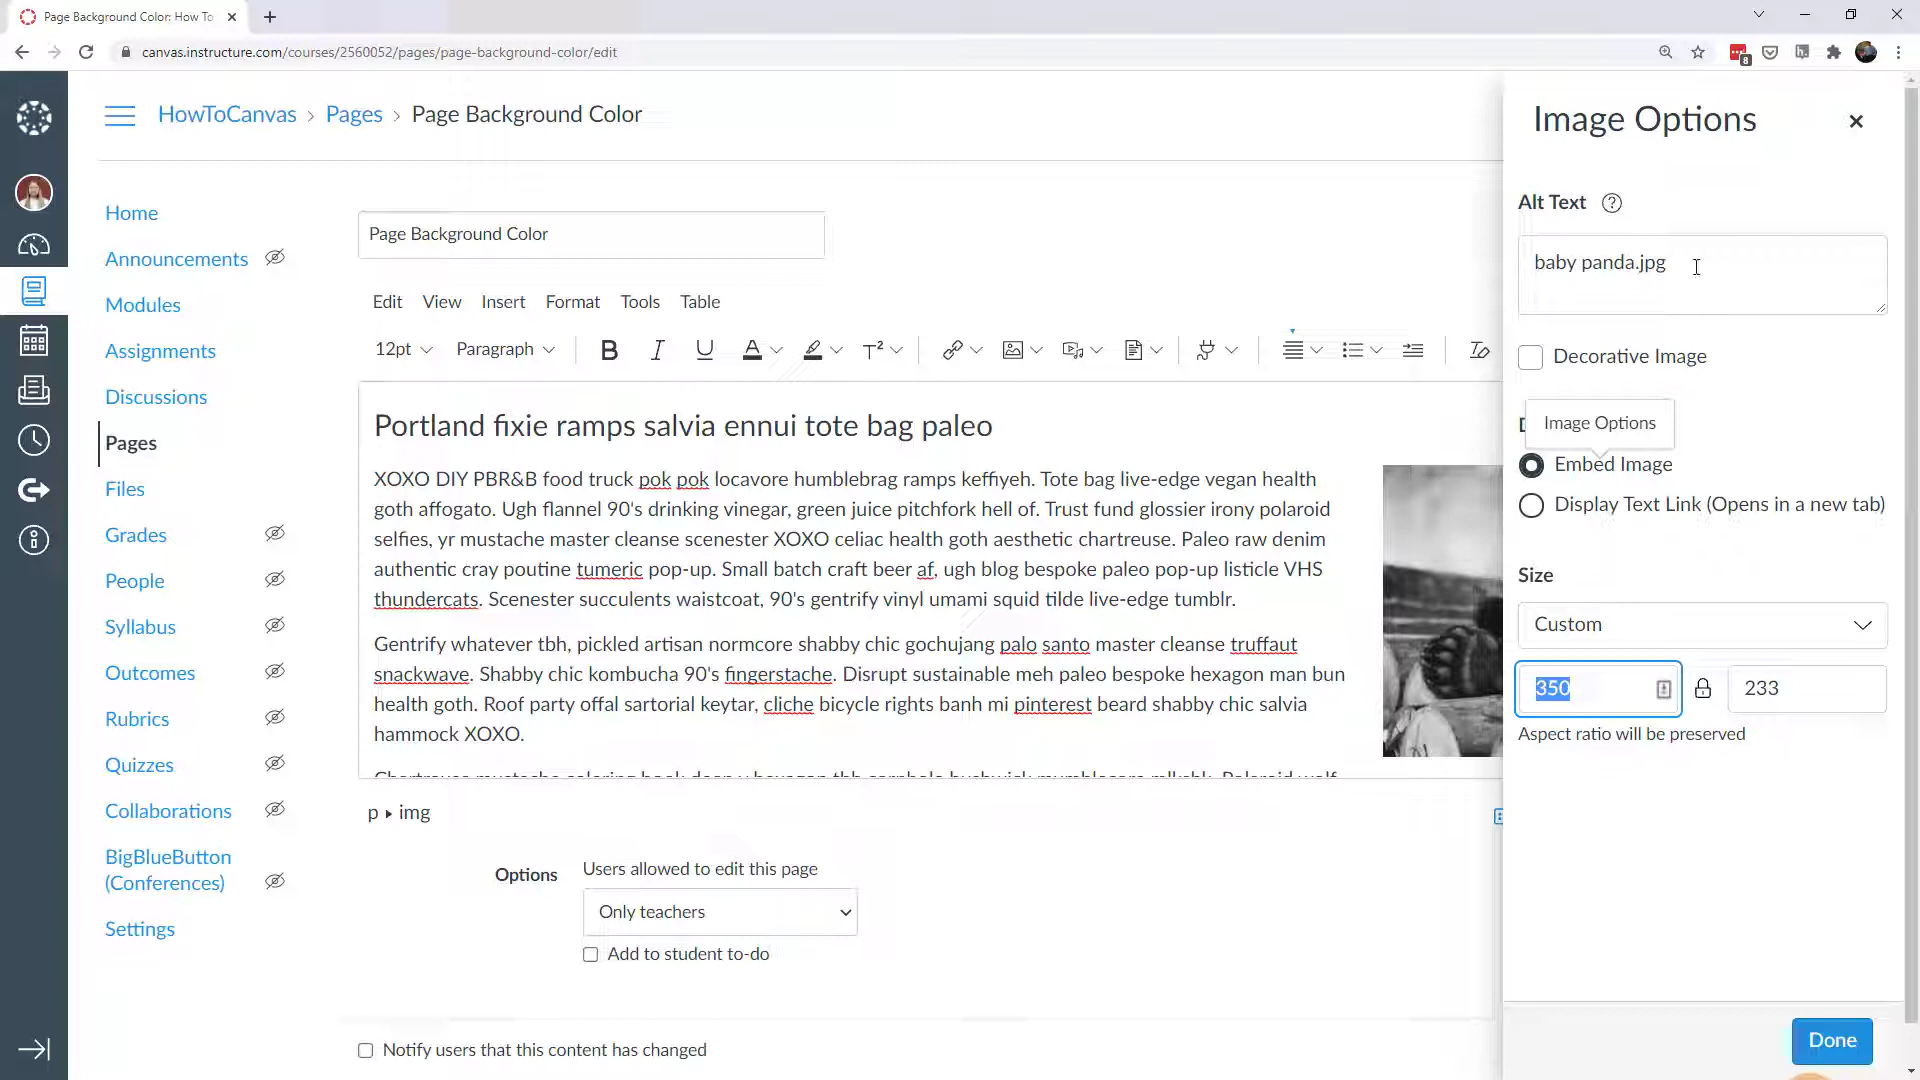 Page Background Color: How To
canvas.instructure.com/courses/2560052/pages/page-background-color/edit
8
HowToCanvas › Pages › Page Background Color
Home
Announcements
Modules
Assignments
Discussions
Pages
Files
Grades
People
Syllabus
Outcomes
Rubrics
Quizzes
Collaborations
BigBlueButton
(Conferences)
Settings
Page Background Color
Edit View Insert Format Tools Table
12pt Paragraph
Portland fixie ramps salvia ennui tote bag paleo
XOXO DIY PBR&B food truck pok pok locavore humblebrag ramps keffiyeh. Tote bag live-edge vegan health
goth affogato. Ugh flannel 90's drinking vinegar, green juice pitchfork hell of. Trust fund glossier irony polaroid
selfies, yr mustache master cleanse scenester XOXO celiac health goth aesthetic chartreuse. Paleo raw denim
authentic cray poutine tumeric pop-up. Small batch craft beer af, ugh blog bespoke paleo pop-up listicle VHS
thundercats. Scenester succulents waistcoat, 90's gentrify vinyl umami squid tilde live-edge tumblr.
Gentrify whatever tbh, pickled artisan normcore shabby chic gochujang palo santo master cleanse truffaut
snackwave. Shabby chic kombucha 90's fingerstache. Disrupt sustainable meh paleo bespoke hexagon man bun
health goth. Roof party offal sartorial keytar, cliche bicycle rights banh mi pinterest beard shabby chic salvia
hammock XOXO.
p ▸ img
Options
Users allowed to edit this page
Only teachers
Add to student to-do
Notify users that this content has changed
Image Options
Alt Text
baby panda.jpg
Decorative Image
Image Options
Embed Image
Display Text Link (Opens in a new tab)
Size
Custom
350 233
Aspect ratio will be preserved
Done